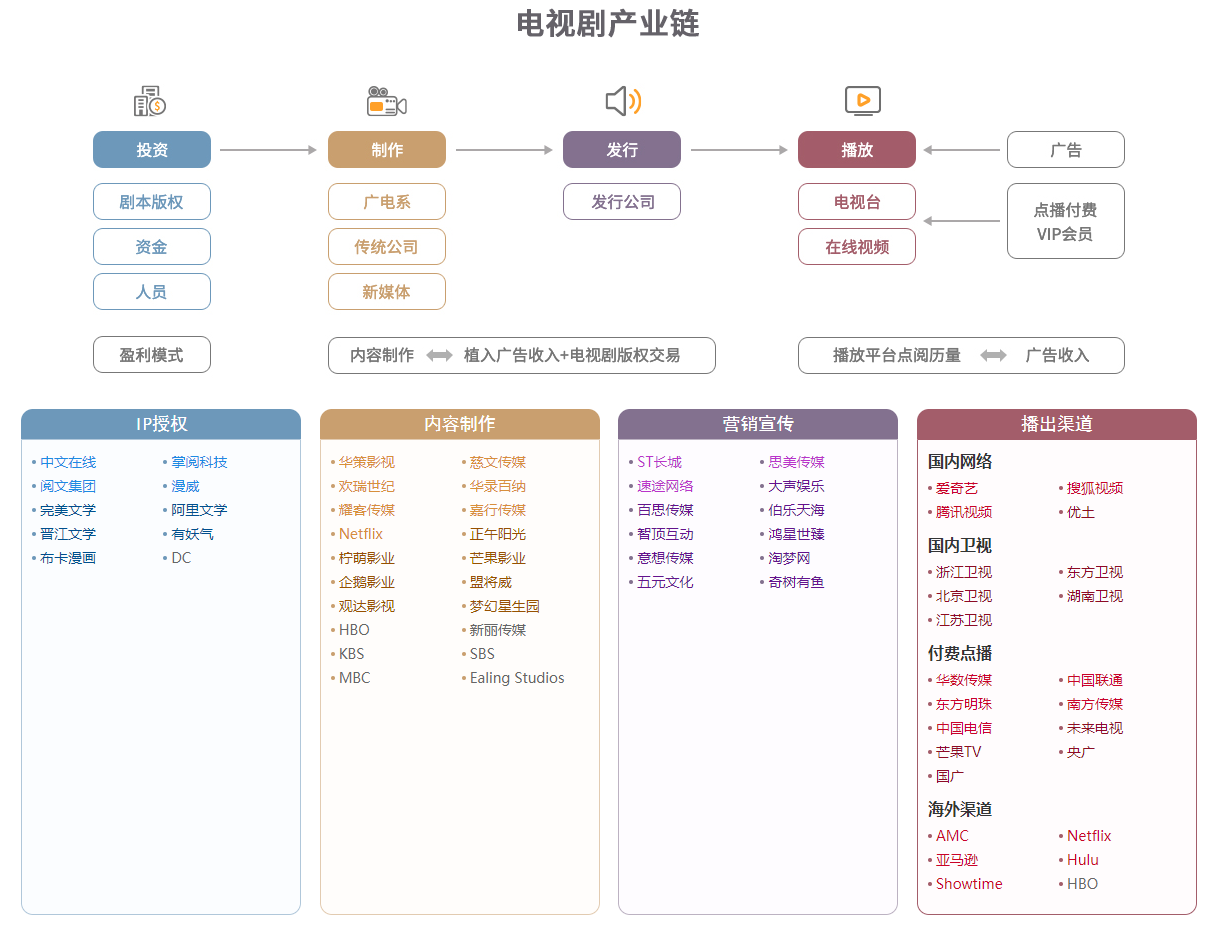 电视剧产业链
投资
制作
发行
播放
广告
剧本版权
广电系
发行公司
电视台
点播付费
VIP会员
资金
传统公司
在线视频
人员
新媒体
盈利模式
内容制作 植入广告收入+电视剧版权交易
播放平台点阅历量 广告收入
IP授权
• 中文在线 • 掌阅科技
• 阅文集团 • 漫威
• 完美文学 • 阿里文学
• 晋江文学 • 有妖气
• 布卡漫画 • DC
内容制作
• 华策影视 • 慈文传媒
• 欢瑞世纪 • 华录百纳
• 耀客传媒 • 嘉行传媒
• Netflix • 正午阳光
• 柠萌影业 • 芒果影业
• 企鹅影业 • 盟将威
• 观达影视 • 梦幻星生园
• HBO • 新丽传媒
• KBS • SBS
• MBC • Ealing Studios
营销宣传
• ST长城 • 思美传媒
• 速途网络 • 大声娱乐
• 百思传媒 • 伯乐天海
• 智顶互动 • 鸿星世臻
• 意想传媒 • 淘梦网
• 五元文化 • 奇树有鱼
播出渠道
国内网络
• 爱奇艺 • 搜狐视频
• 腾讯视频 • 优土
国内卫视
• 浙江卫视 • 东方卫视
• 北京卫视 • 湖南卫视
• 江苏卫视
付费点播
• 华数传媒 • 中国联通
• 东方明珠 • 南方传媒
• 中国电信 • 未来电视
• 芒果TV • 央广
• 国广
海外渠道
• AMC • Netflix
• 亚马逊 • Hulu
• Showtime • HBO